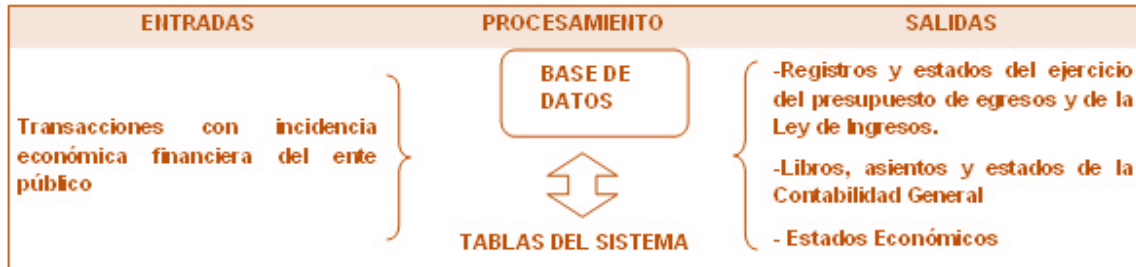 ENTRADAS
PROCESAMIENTO
SALIDAS
Transacciones con incidencia
económica financiera del ente
público
BASE DE
DATOS
TABLAS DEL SISTEMA
-Registros y estados del ejercicio
del presupuesto de egresos y de la
Ley de Ingresos.
-Libros, asientos y estados de la
Contabilidad General
- Estados Económicos